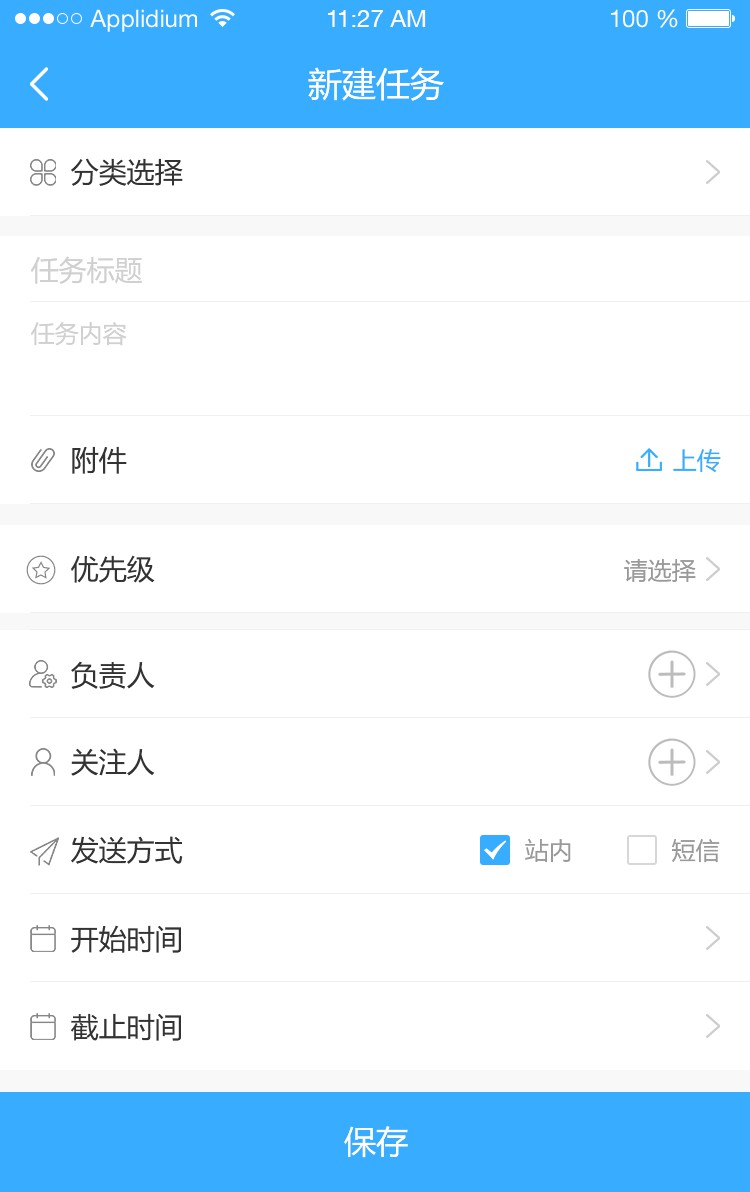 Applidium 11:27 AM 100 %
新建任务
分类选择
任务标题
任务内容
附件 上传
优先级 请选择
负责人
关注人
发送方式 站内 短信
开始时间
截止时间
保存